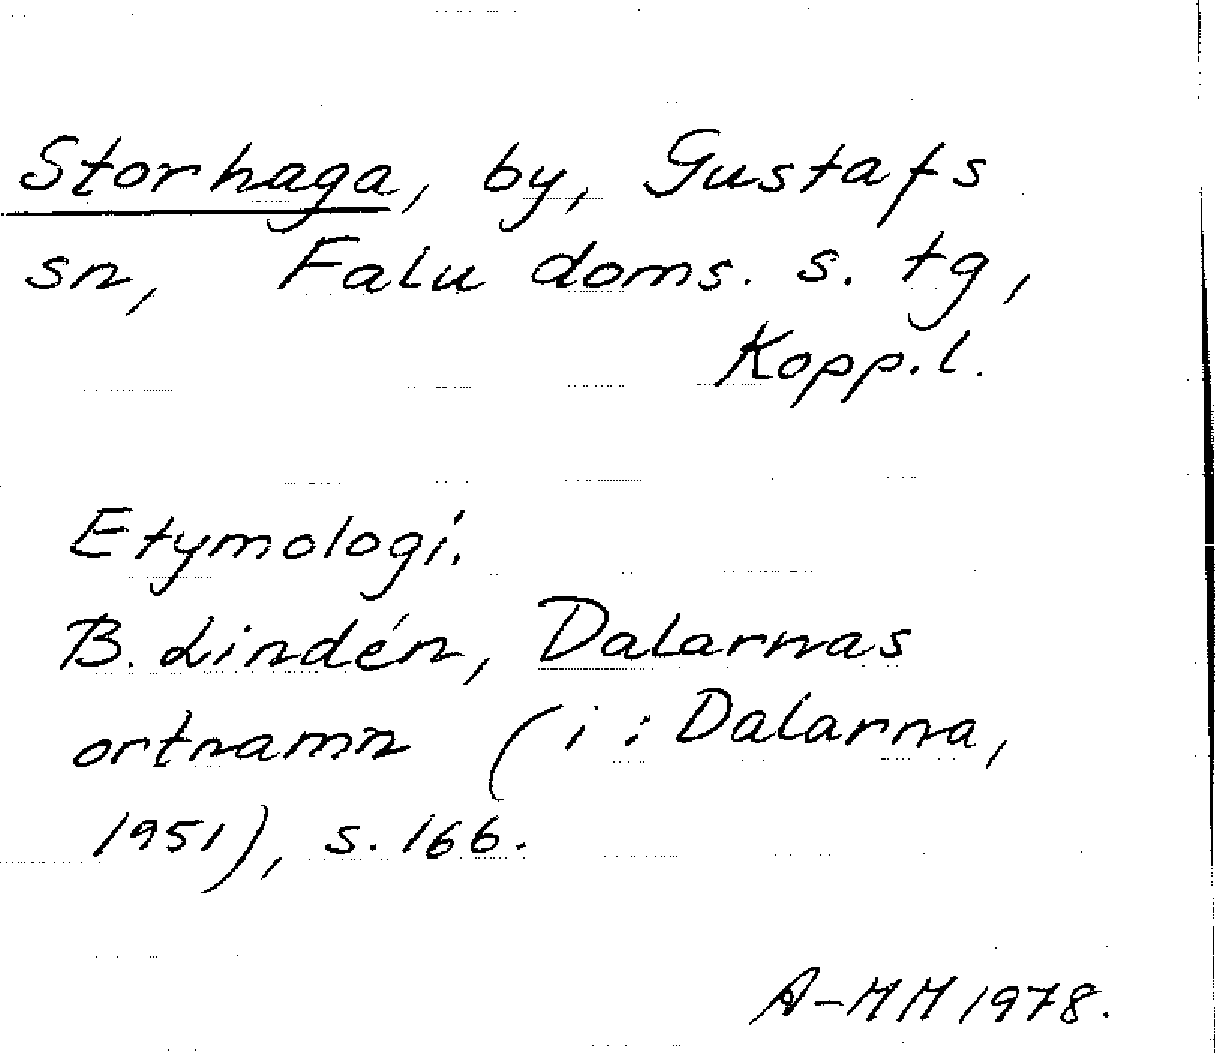 Storhaga, by, Gustafs
sn, Falu doms. s. tg,
Kopp. l.
Etymologi.
B. Lindén, Dalarnas
ortnamn (i: Dalarna,
1951), s. 166.
A-MM 1978.